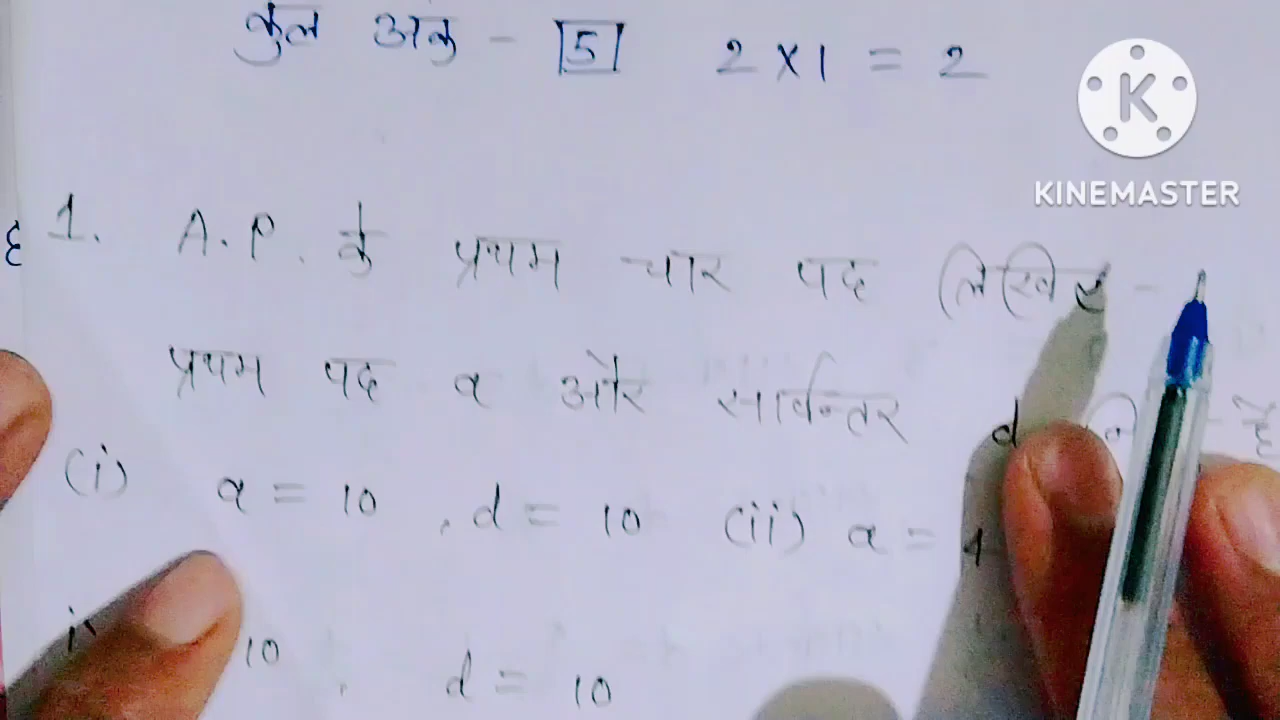 कुल अंक - 5 2 x 1 = 2
K
KINEMASTER
1. A.P. के प्रथम चार पद लिखिए -
प्रथम पद a और सार्वान्तर d
(i) a = 10 , d = 10 (ii) a =
10 , d = 10